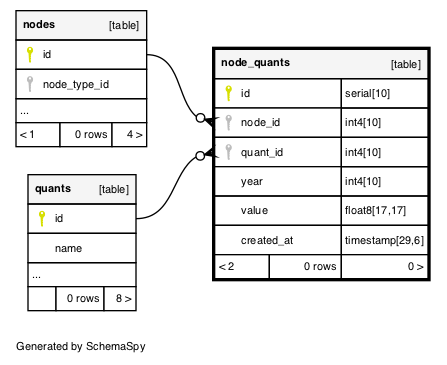 nodes [table]
id
node_type_id
...
< 1 0 rows 4 >
quants [table]
id
name
...
0 rows 8 >
node_quants [table]
id serial[10]
node_id int4[10]
quant_id int4[10]
year int4[10]
value float8[17,17]
created_at timestamp[29,6]
< 2 0 rows 0 >
Generated by SchemaSpy